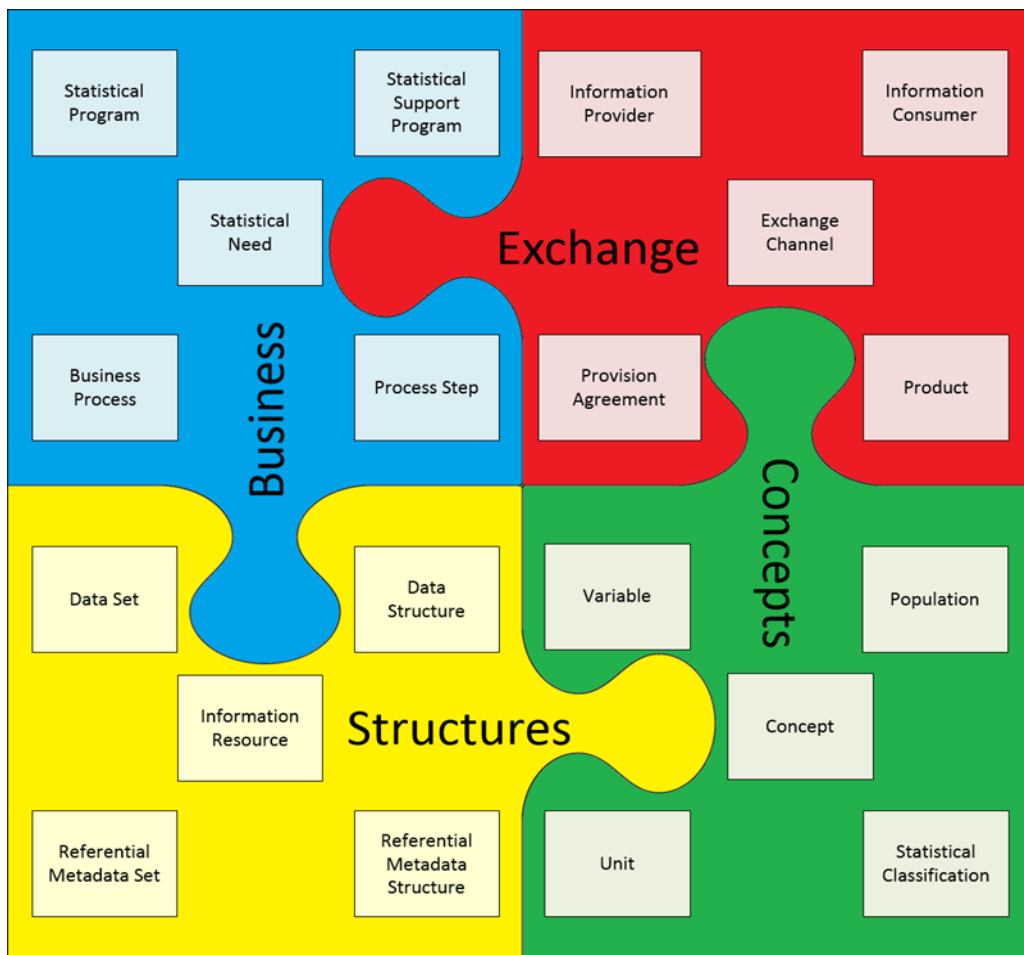 Statistical
Program
Statistical
Support
Program
Statistical
Need
Business
Process
Process Step
Business
Information
Provider
Information
Consumer
Exchange
Channel
Exchange
Provision
Agreement
Product
Data Set
Data
Structure
Information
Resource
Structures
Referential
Metadata Set
Referential
Metadata
Structure
Concepts
Variable
Population
Concept
Unit
Statistical
Classification